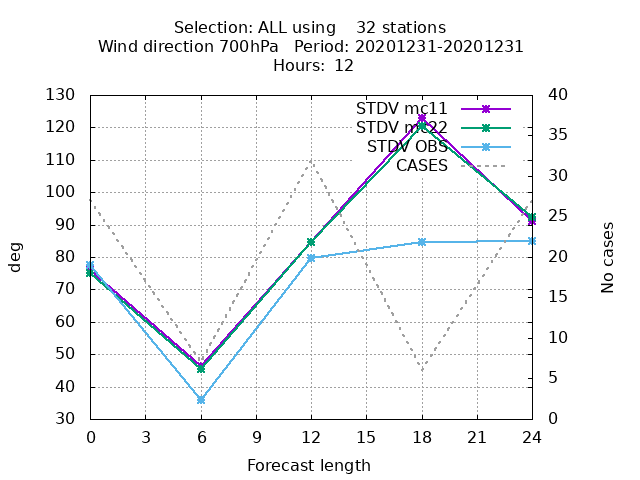 Selection: ALL using    32 stations
Wind direction 700hPa   Period: 20201231-20201231
Hours: 12
130
120
110
100
90
80
70
60
50
40
30
40
35
30
25
20
15
10
5
0
STDV mc11
STDV mc22
STDV OBS
CASES
deg
No cases
0 3 6 9 12 15 18 21 24
Forecast length